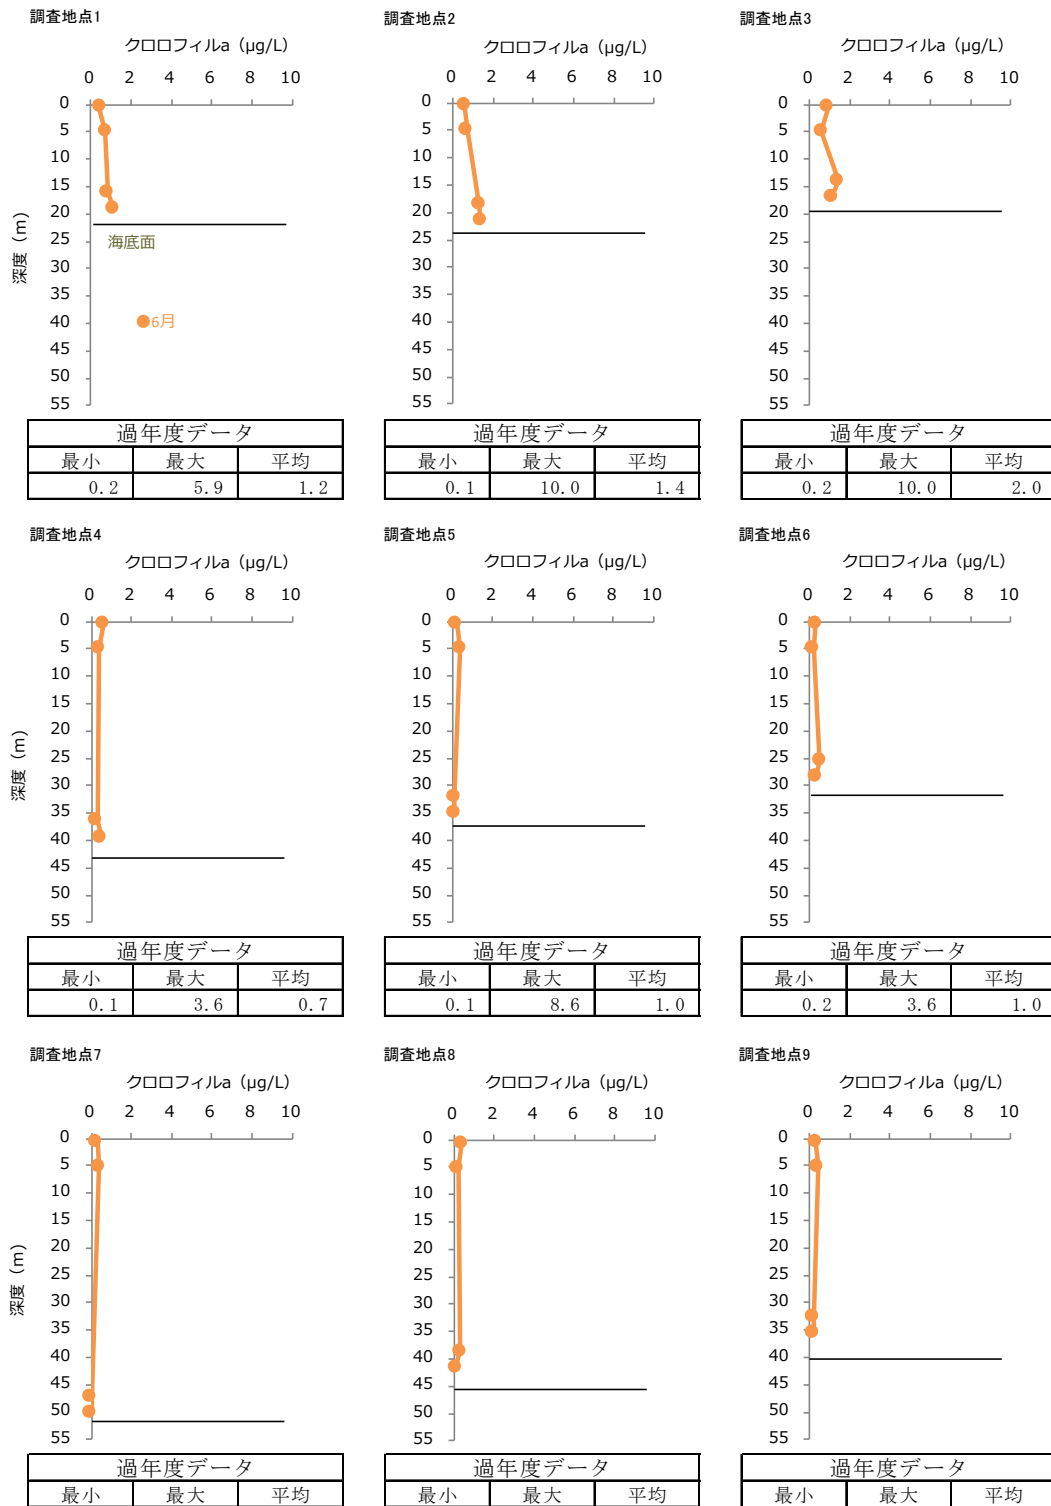 調査地点1
クロロフィルa（μg/L）
0 2 4 6 8 10
0
5
10
15
20
25
30
35
40
45
50
55
深度（m）
海底面
6月
過年度データ
最小 最大 平均
0.2 5.9 1.2
調査地点2
クロロフィルa（μg/L）
0 2 4 6 8 10
0
5
10
15
20
25
30
35
40
45
50
55
過年度データ
最小 最大 平均
0.1 10.0 1.4
調査地点3
クロロフィルa（μg/L）
0 2 4 6 8 10
0
5
10
15
20
25
30
35
40
45
50
55
過年度データ
最小 最大 平均
0.2 10.0 2.0
調査地点4
クロロフィルa（μg/L）
0 2 4 6 8 10
0
5
10
15
20
25
30
35
40
45
50
55
深度（m）
過年度データ
最小 最大 平均
0.1 3.6 0.7
調査地点5
クロロフィルa（μg/L）
0 2 4 6 8 10
0
5
10
15
20
25
30
35
40
45
50
55
過年度データ
最小 最大 平均
0.1 8.6 1.0
調査地点6
クロロフィルa（μg/L）
0 2 4 6 8 10
0
5
10
15
20
25
30
35
40
45
50
55
過年度データ
最小 最大 平均
0.2 3.6 1.0
調査地点7
クロロフィルa（μg/L）
0 2 4 6 8 10
0
5
10
15
20
25
30
35
40
45
50
55
深度（m）
過年度データ
最小 最大 平均
調査地点8
クロロフィルa（μg/L）
0 2 4 6 8 10
0
5
10
15
20
25
30
35
40
45
50
55
過年度データ
最小 最大 平均
調査地点9
クロロフィルa（μg/L）
0 2 4 6 8 10
0
5
10
15
20
25
30
35
40
45
50
55
過年度データ
最小 最大 平均